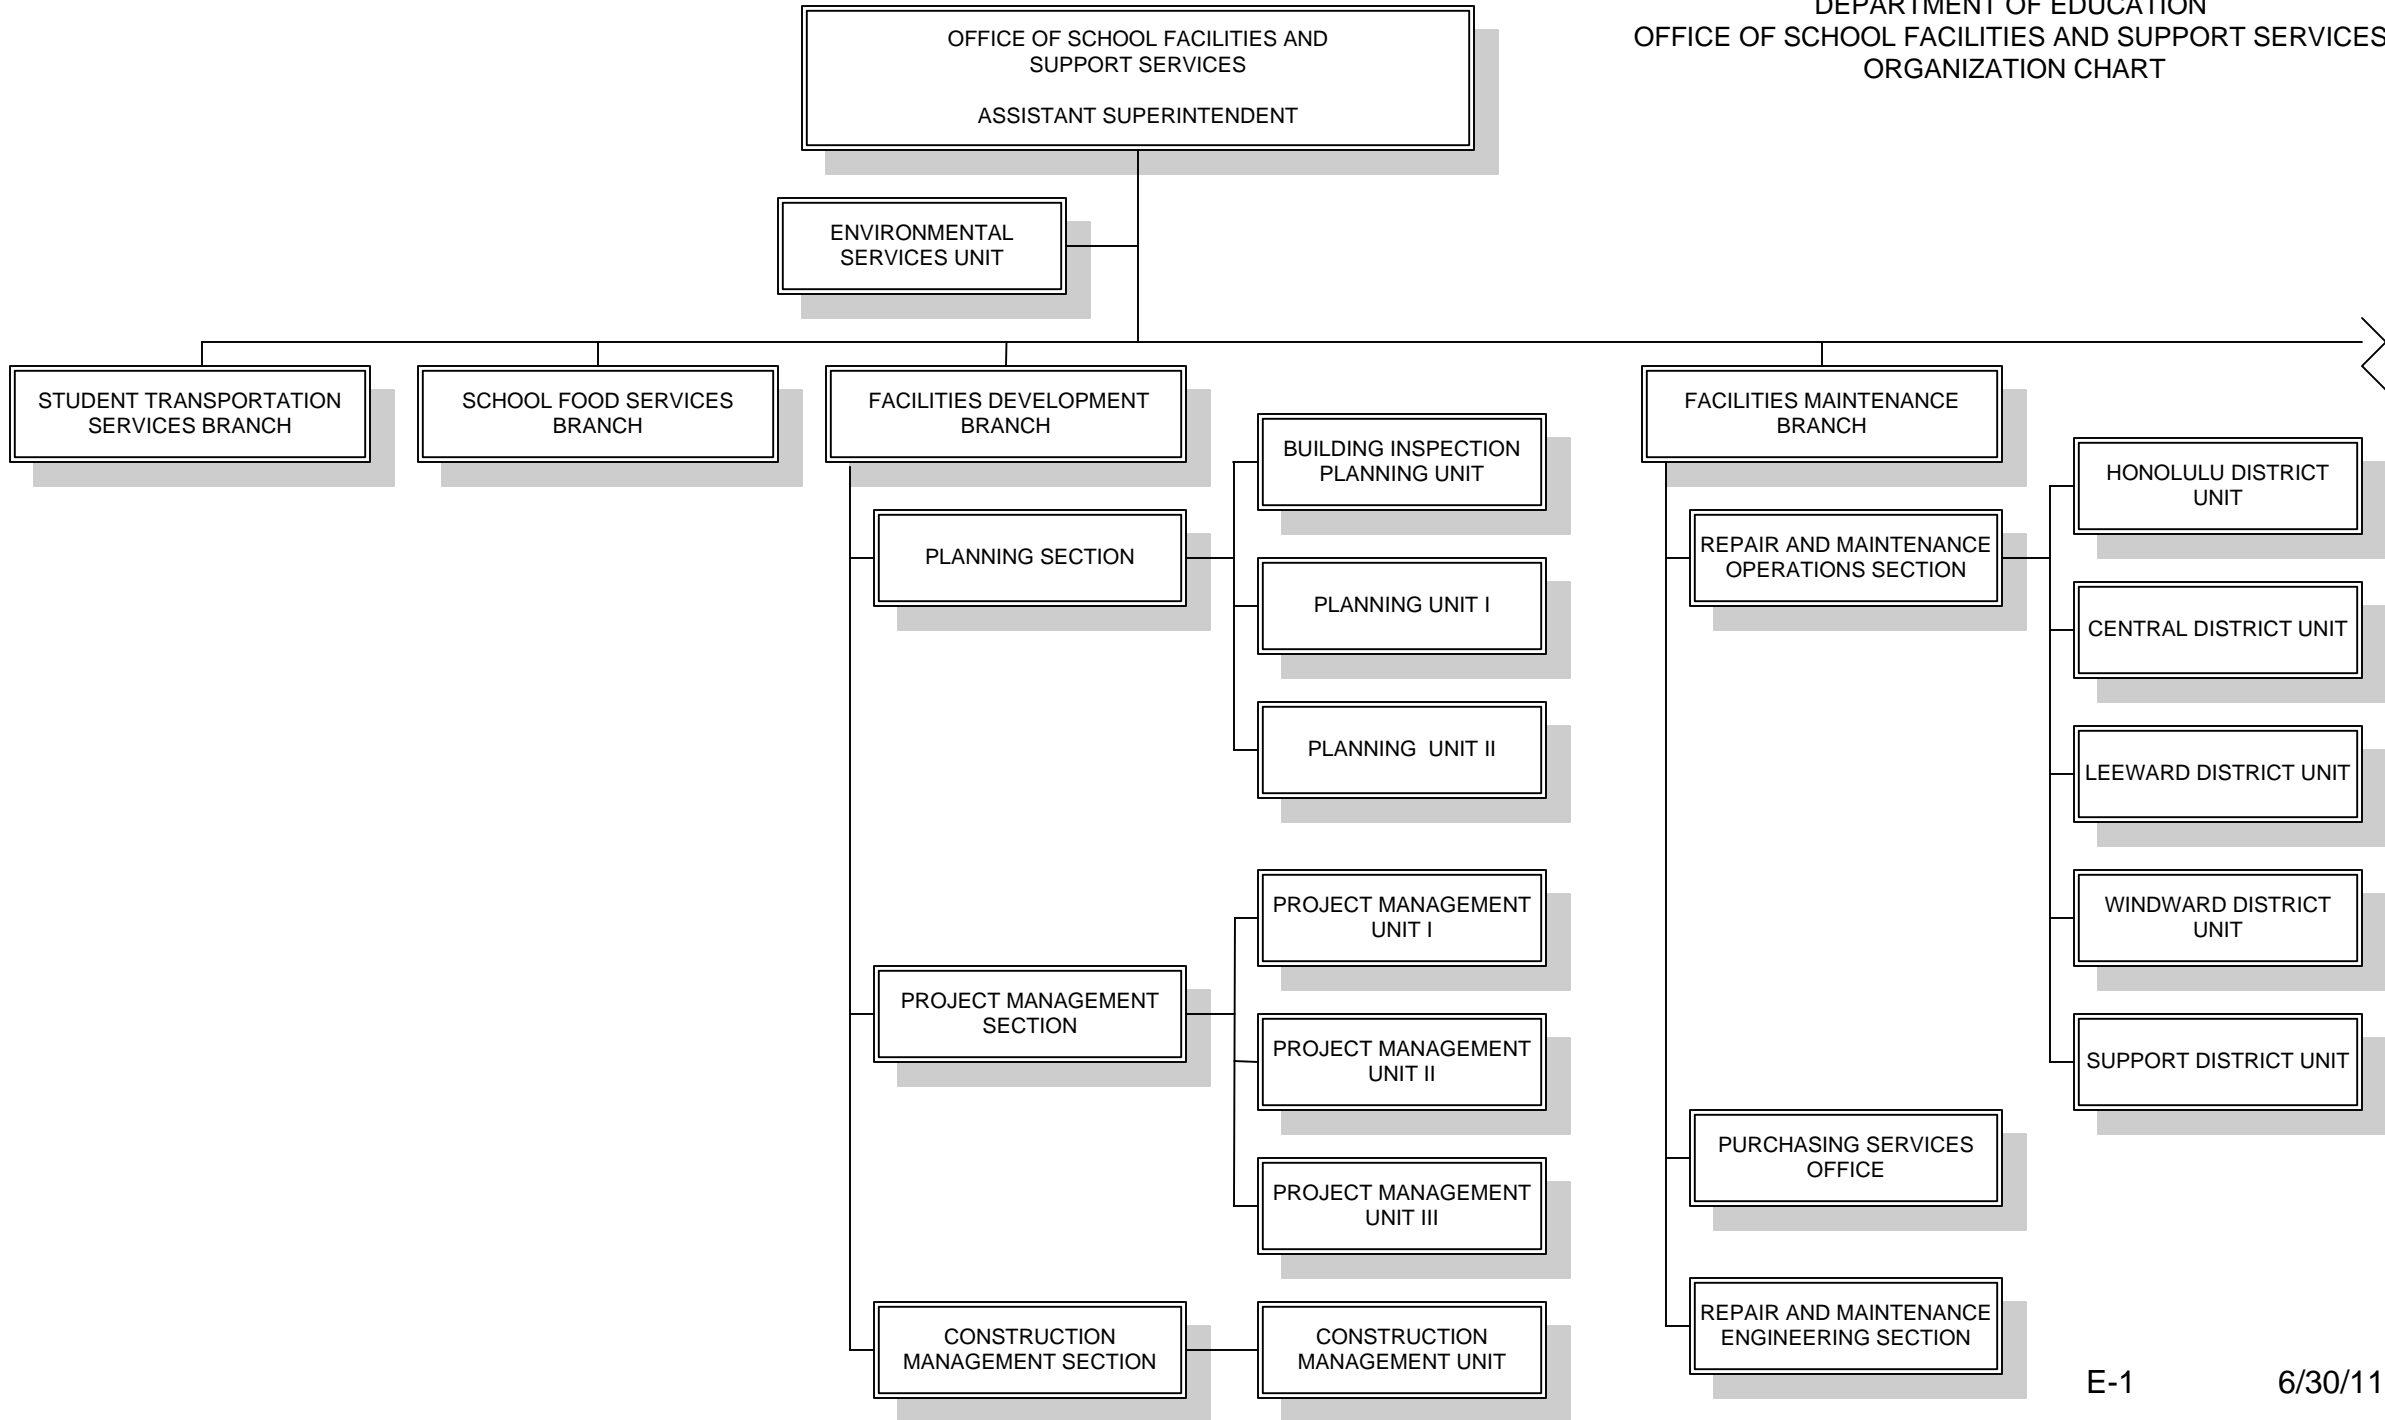 DEPARTMENT OF EDUCATION
OFFICE OF SCHOOL FACILITIES AND SUPPORT SERVICES
ORGANIZATION CHART
OFFICE OF SCHOOL FACILITIES AND
SUPPORT SERVICES
ASSISTANT SUPERINTENDENT
ENVIRONMENTAL
SERVICES UNIT
STUDENT TRANSPORTATION
SERVICES BRANCH
SCHOOL FOOD SERVICES
BRANCH
FACILITIES DEVELOPMENT
BRANCH
PLANNING SECTION
BUILDING INSPECTION
PLANNING UNIT
PLANNING UNIT I
PLANNING  UNIT II
PROJECT MANAGEMENT
SECTION
PROJECT MANAGEMENT
UNIT I
PROJECT MANAGEMENT
UNIT II
PROJECT MANAGEMENT
UNIT III
CONSTRUCTION
MANAGEMENT SECTION
CONSTRUCTION
MANAGEMENT UNIT
FACILITIES MAINTENANCE
BRANCH
REPAIR AND MAINTENANCE
OPERATIONS SECTION
HONOLULU DISTRICT
UNIT
CENTRAL DISTRICT UNIT
LEEWARD DISTRICT UNIT
WINDWARD DISTRICT
UNIT
SUPPORT DISTRICT UNIT
PURCHASING SERVICES
OFFICE
REPAIR AND MAINTENANCE
ENGINEERING SECTION
E-1
6/30/11